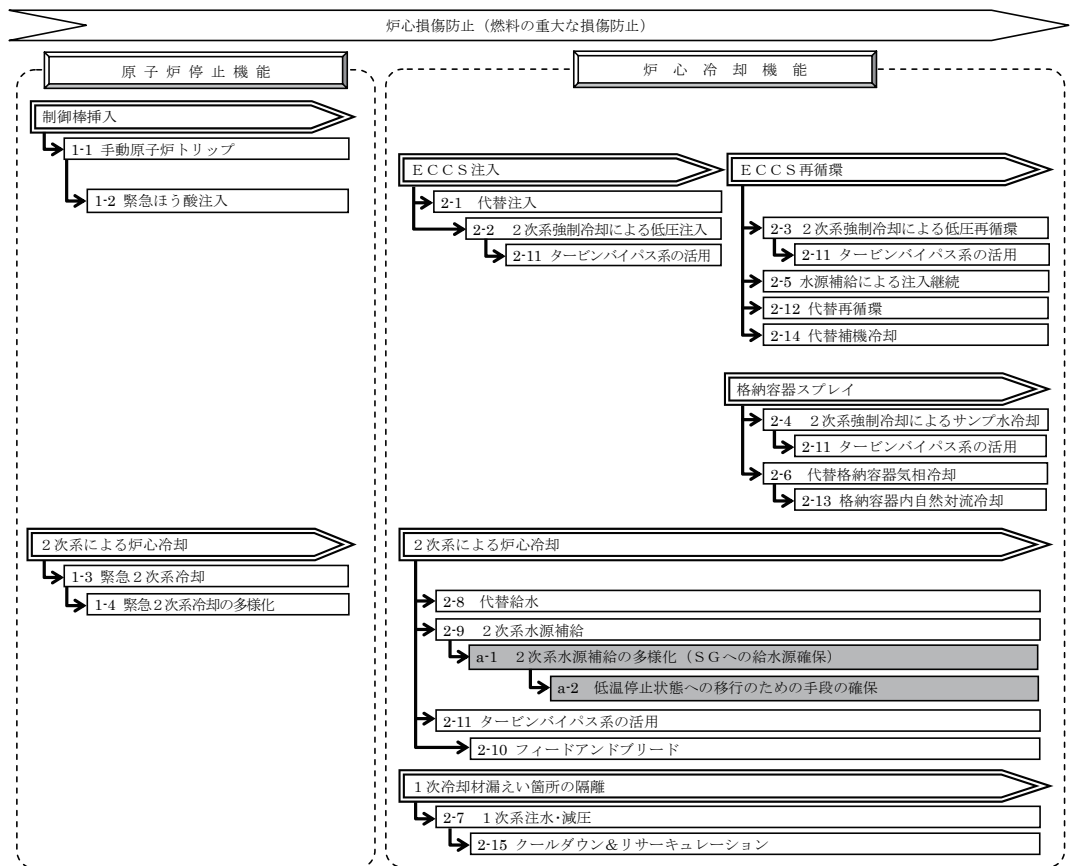 炉心損傷防止（燃料の重大な損傷防止）
原子炉停止機能
制御棒挿入
1-1 手動原子炉トリップ
1-2 緊急ほう酸注入
2次系による炉心冷却
1-3 緊急2次系冷却
1-4 緊急2次系冷却の多様化
炉心冷却機能
ECCS注入
2-1 代替注入
2-2 2次系強制冷却による低圧注入
2-11 タービンバイパス系の活用
ECCS再循環
2-3 2次系強制冷却による低圧再循環
2-11 タービンバイパス系の活用
2-5 水源補給による注入継続
2-12 代替再循環
2-14 代替補機冷却
格納容器スプレイ
2-4 2次系強制冷却によるサンプ水冷却
2-11 タービンバイパス系の活用
2-6 代替格納容器気相冷却
2-13 格納容器内自然対流冷却
2次系による炉心冷却
2-8 代替給水
2-9 2次系水源補給
a-1 2次系水源補給の多様化（SGへの給水源確保）
a-2 低温停止状態への移行のための手段の確保
2-11 タービンバイパス系の活用
2-10 フィードアンドブリード
1次冷却材漏えい箇所の隔離
2-7 1次系注水・減圧
2-15 クールダウン＆リサーキュレーション